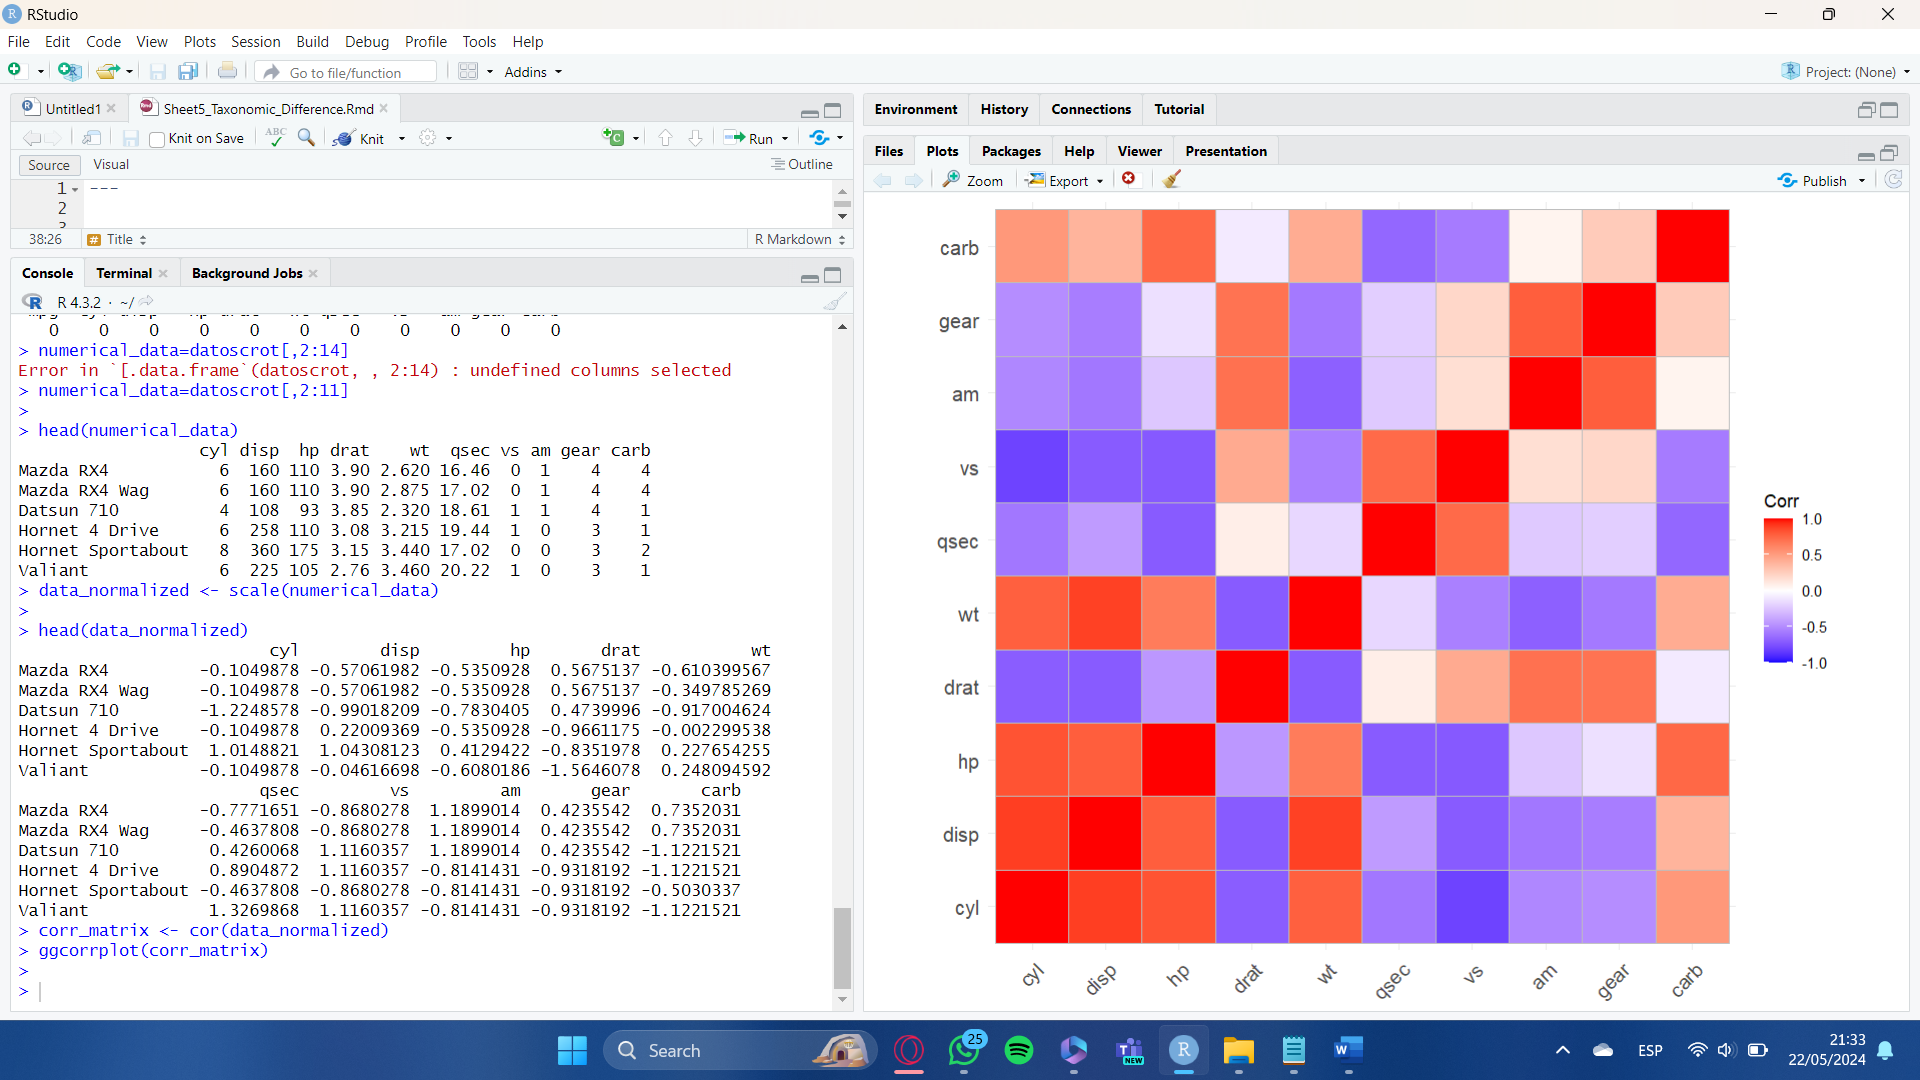 RStudio
File Edit Code View Plots Session Build Debug Profile Tools Help
Go to file/function Addins Project: (None)
Untitled1 Sheet5_Taxonomic_Difference.Rmd
Knit on Save ABC Knit Run
Source Visual Outline
1 ---
2
38:26 # Title R Markdown
Console Terminal Background Jobs
R 4.3.2 · ~/
0 0 0 0 0 0 0 0 0 0 0
> numerical_data=datoscrot[,2:14]
Error in `[.data.frame`(datoscrot, , 2:14) : undefined columns selected
> numerical_data=datoscrot[,2:11]
>
> head(numerical_data)
cyl disp hp drat wt qsec vs am gear carb
Mazda RX4 6 160 110 3.90 2.620 16.46 0 1 4 4
Mazda RX4 Wag 6 160 110 3.90 2.875 17.02 0 1 4 4
Datsun 710 4 108 93 3.85 2.320 18.61 1 1 4 1
Hornet 4 Drive 6 258 110 3.08 3.215 19.44 1 0 3 1
Hornet Sportabout 8 360 175 3.15 3.440 17.02 0 0 3 2
Valiant 6 225 105 2.76 3.460 20.22 1 0 3 1
> data_normalized <- scale(numerical_data)
>
> head(data_normalized)
cyl disp hp drat wt
Mazda RX4 -0.1049878 -0.57061982 -0.5350928 0.5675137 -0.610399567
Mazda RX4 Wag -0.1049878 -0.57061982 -0.5350928 0.5675137 -0.349785269
Datsun 710 -1.2248578 -0.99018209 -0.7830405 0.4739996 -0.917004624
Hornet 4 Drive -0.1049878 0.22009369 -0.5350928 -0.9661175 -0.002299538
Hornet Sportabout 1.0148821 1.04308123 0.4129422 -0.8351978 0.227654255
Valiant -0.1049878 -0.04616698 -0.6080186 -1.5646078 0.248094592
qsec vs am gear carb
Mazda RX4 -0.7771651 -0.8680278 1.1899014 0.4235542 0.7352031
Mazda RX4 Wag -0.4637808 -0.8680278 1.1899014 0.4235542 0.7352031
Datsun 710 0.4260068 1.1160357 1.1899014 0.4235542 -1.1221521
Hornet 4 Drive 0.8904872 1.1160357 -0.8141431 -0.9318192 -1.1221521
Hornet Sportabout -0.4637808 -0.8680278 -0.8141431 -0.9318192 -0.5030337
Valiant 1.3269868 1.1160357 -0.8141431 -0.9318192 -1.1221521
> corr_matrix <- cor(data_normalized)
> ggcorrplot(corr_matrix)
>
>
Environment History Connections Tutorial
Files Plots Packages Help Viewer Presentation
Zoom Export Publish
carb
gear
am
vs
qsec
wt
drat
hp
disp
cyl
cyl disp hp drat wt qsec vs am gear carb
Corr
1.0
0.5
0.0
-0.5
-1.0
Search
25
NEW
ESP
21:33
22/05/2024